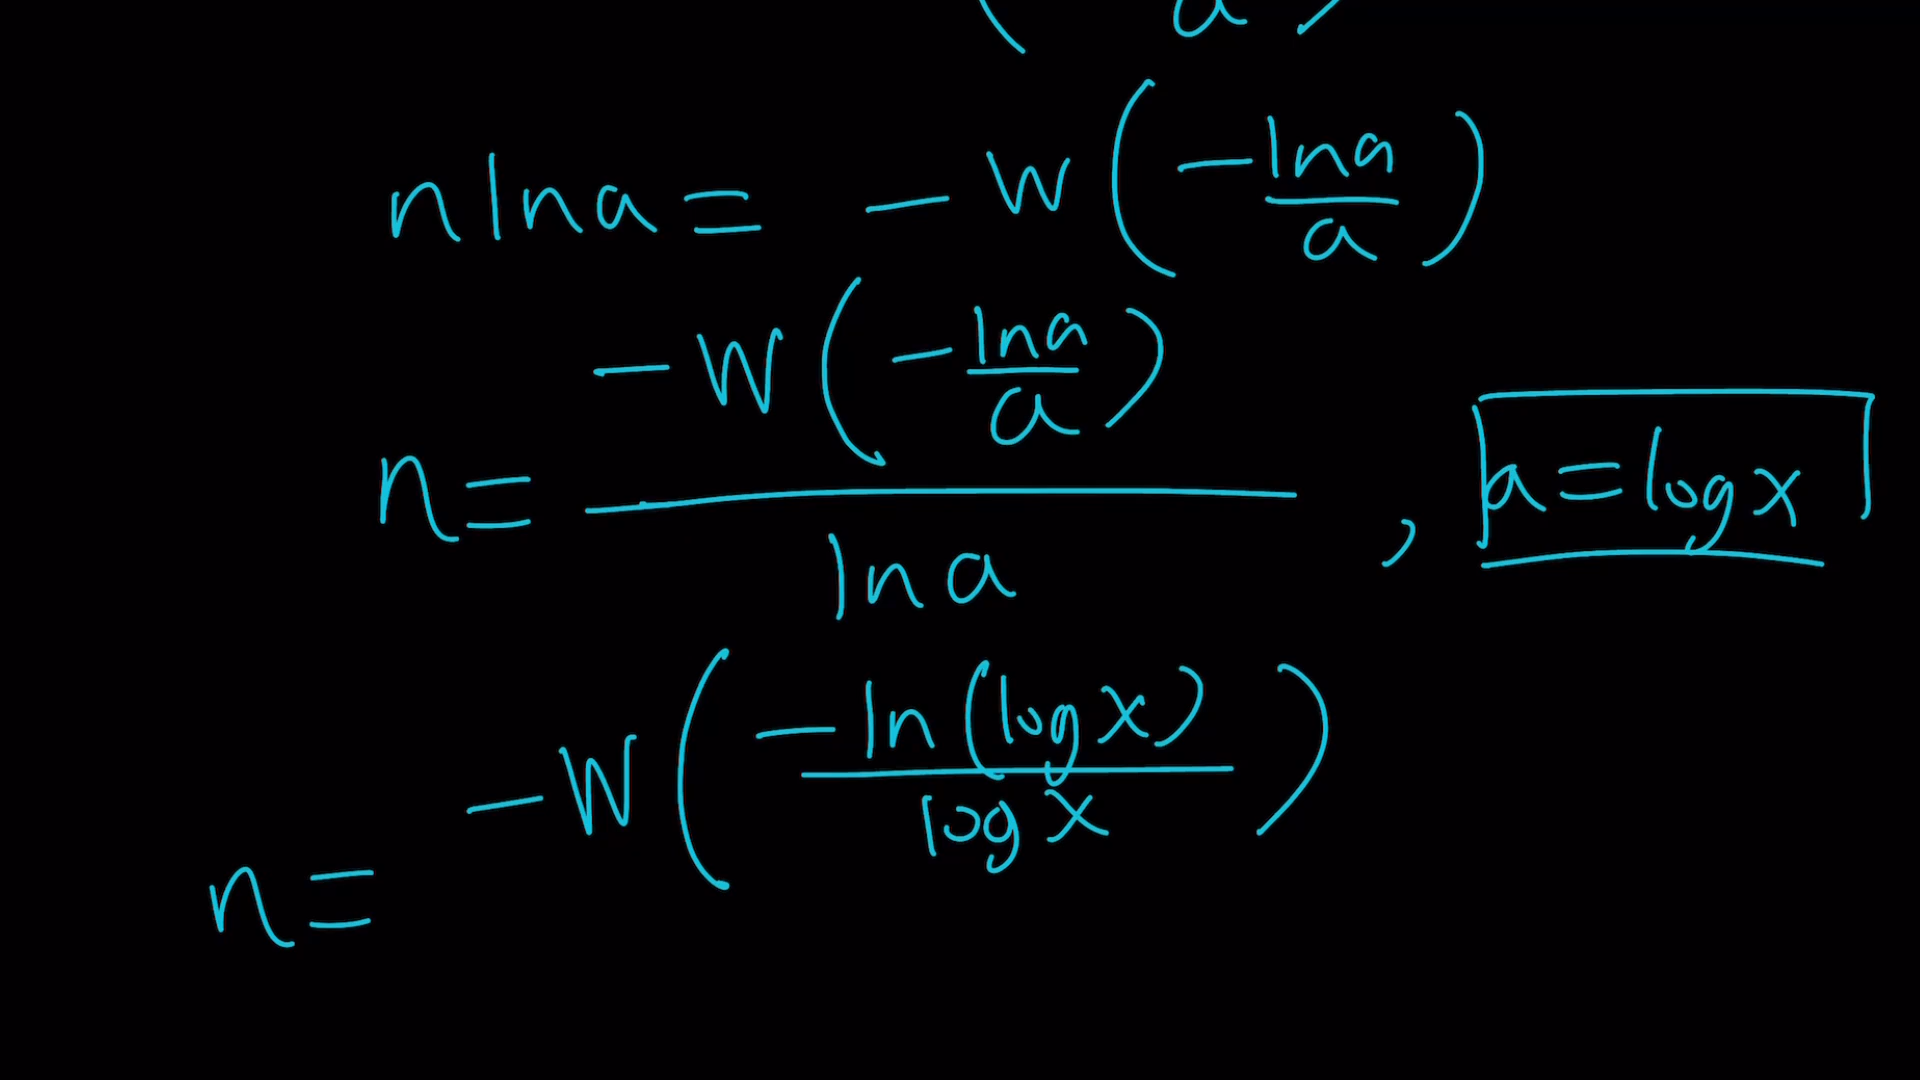 ( a )
n ln a = - W ( - ln a / a )
n = - W ( - ln a / a ) / ln a , a = log x
n = - W ( - ln (log x) / log x )